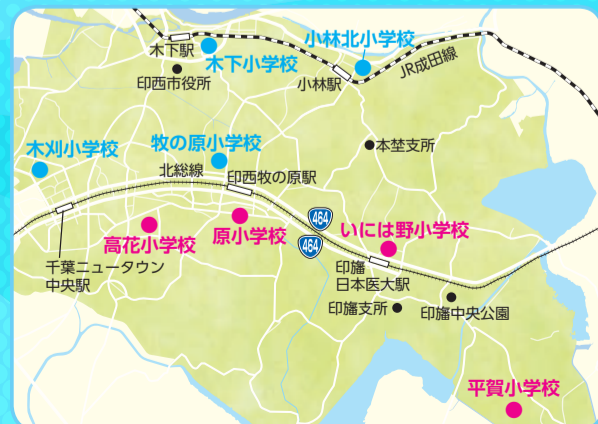 木下駅
木下小学校
印西市役所
小林北小学校
小林駅
JR成田線
木刈小学校
牧の原小学校
北総線
印西牧の原駅
本埜支所
464
464
高花小学校
原小学校
いには野小学校
千葉ニュータウン
中央駅
印旛
日本医大駅
印旛支所
印旛中央公園
平賀小学校